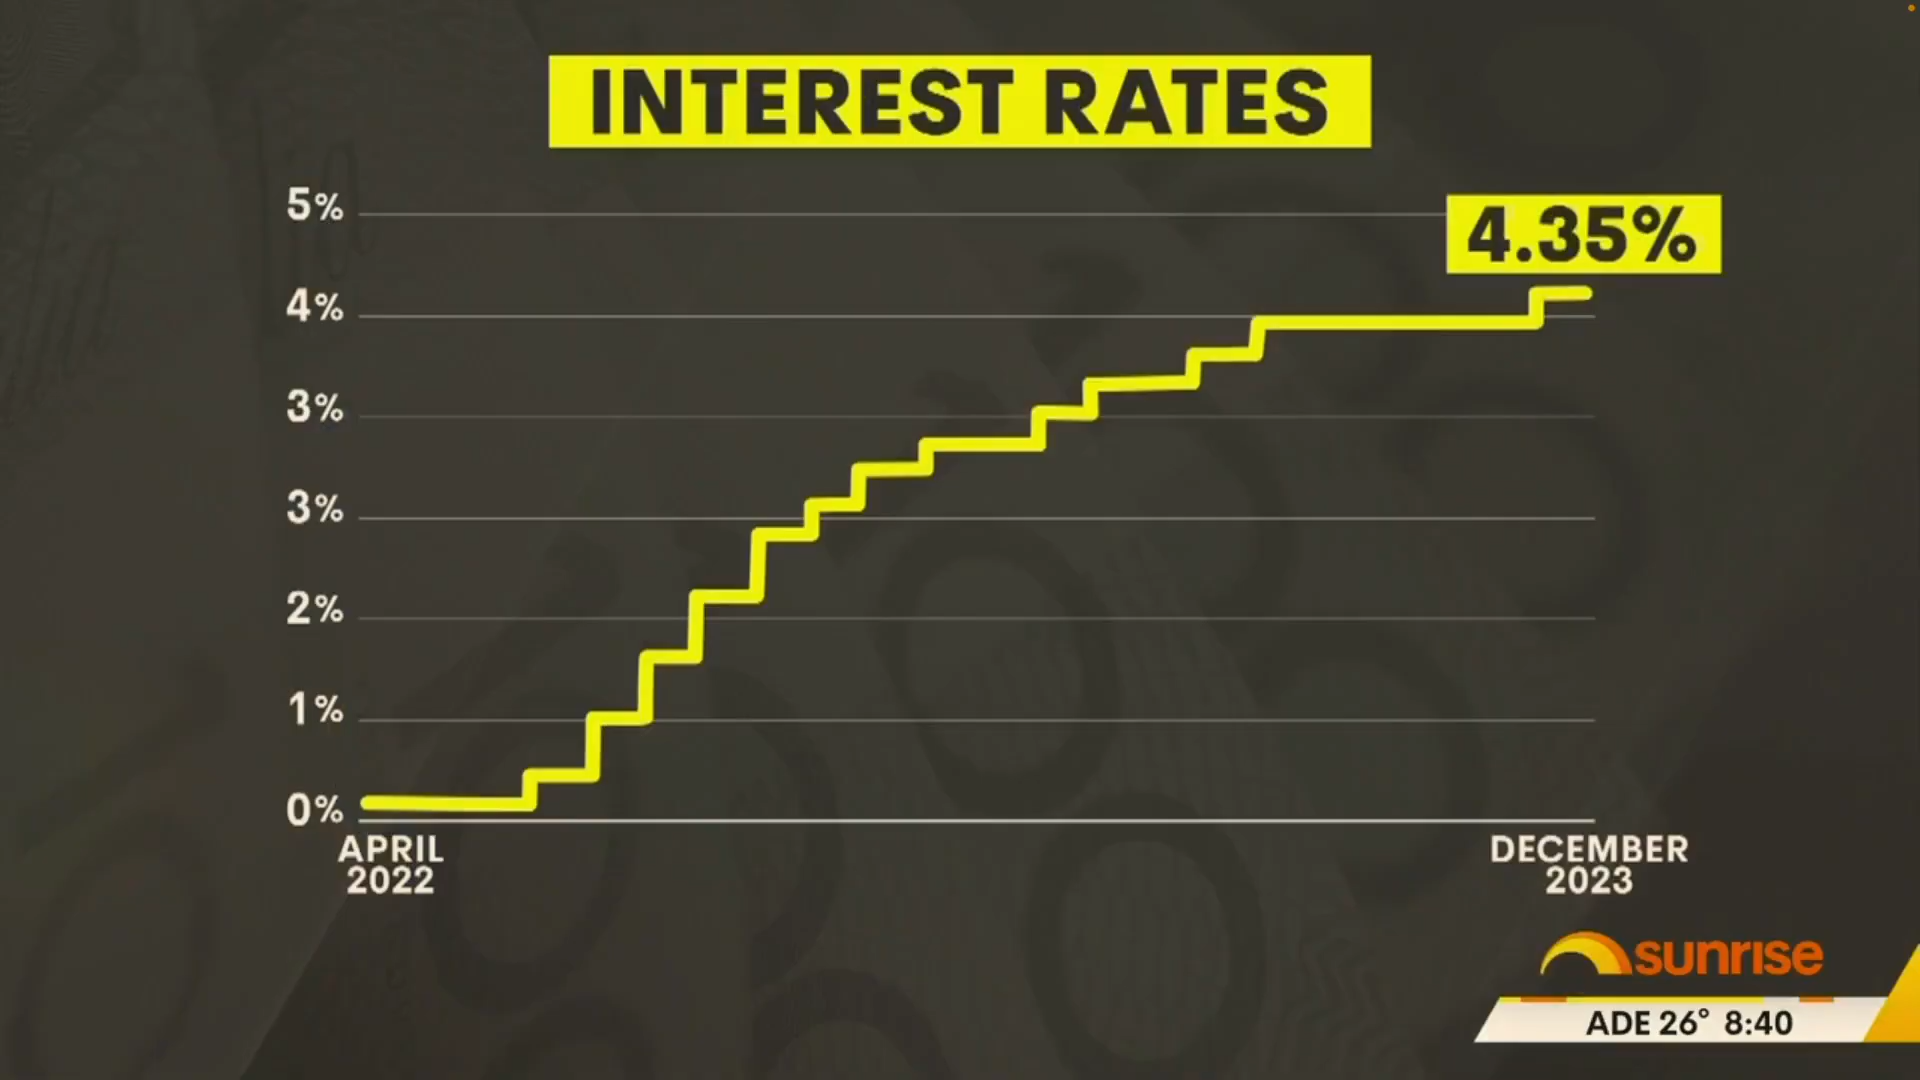 INTEREST RATES
5%
4.35%
4%
3%
3%
2%
1%
0%
APRIL
2022
DECEMBER
2023
sunrise
ADE 26° 8:40